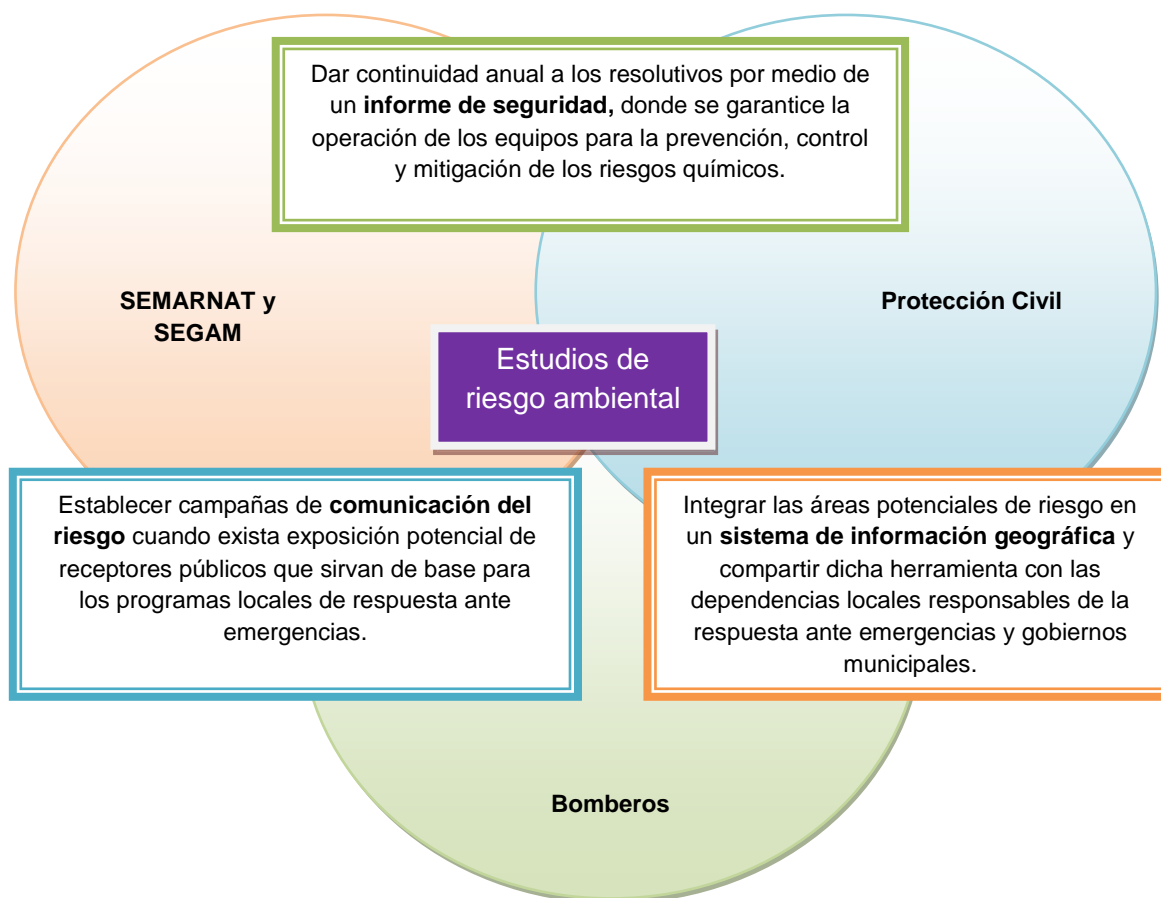 Dar continuidad anual a los resolutivos por medio de
un informe de seguridad, donde se garantice la
operación de los equipos para la prevención, control
y mitigación de los riesgos químicos.
SEMARNAT y
SEGAM
Protección Civil
Estudios de
riesgo ambiental
Establecer campañas de comunicación del
riesgo cuando exista exposición potencial de
receptores públicos que sirvan de base para
los programas locales de respuesta ante
emergencias.
Integrar las áreas potenciales de riesgo en
un sistema de información geográfica y
compartir dicha herramienta con las
dependencias locales responsables de la
respuesta ante emergencias y gobiernos
municipales.
Bomberos